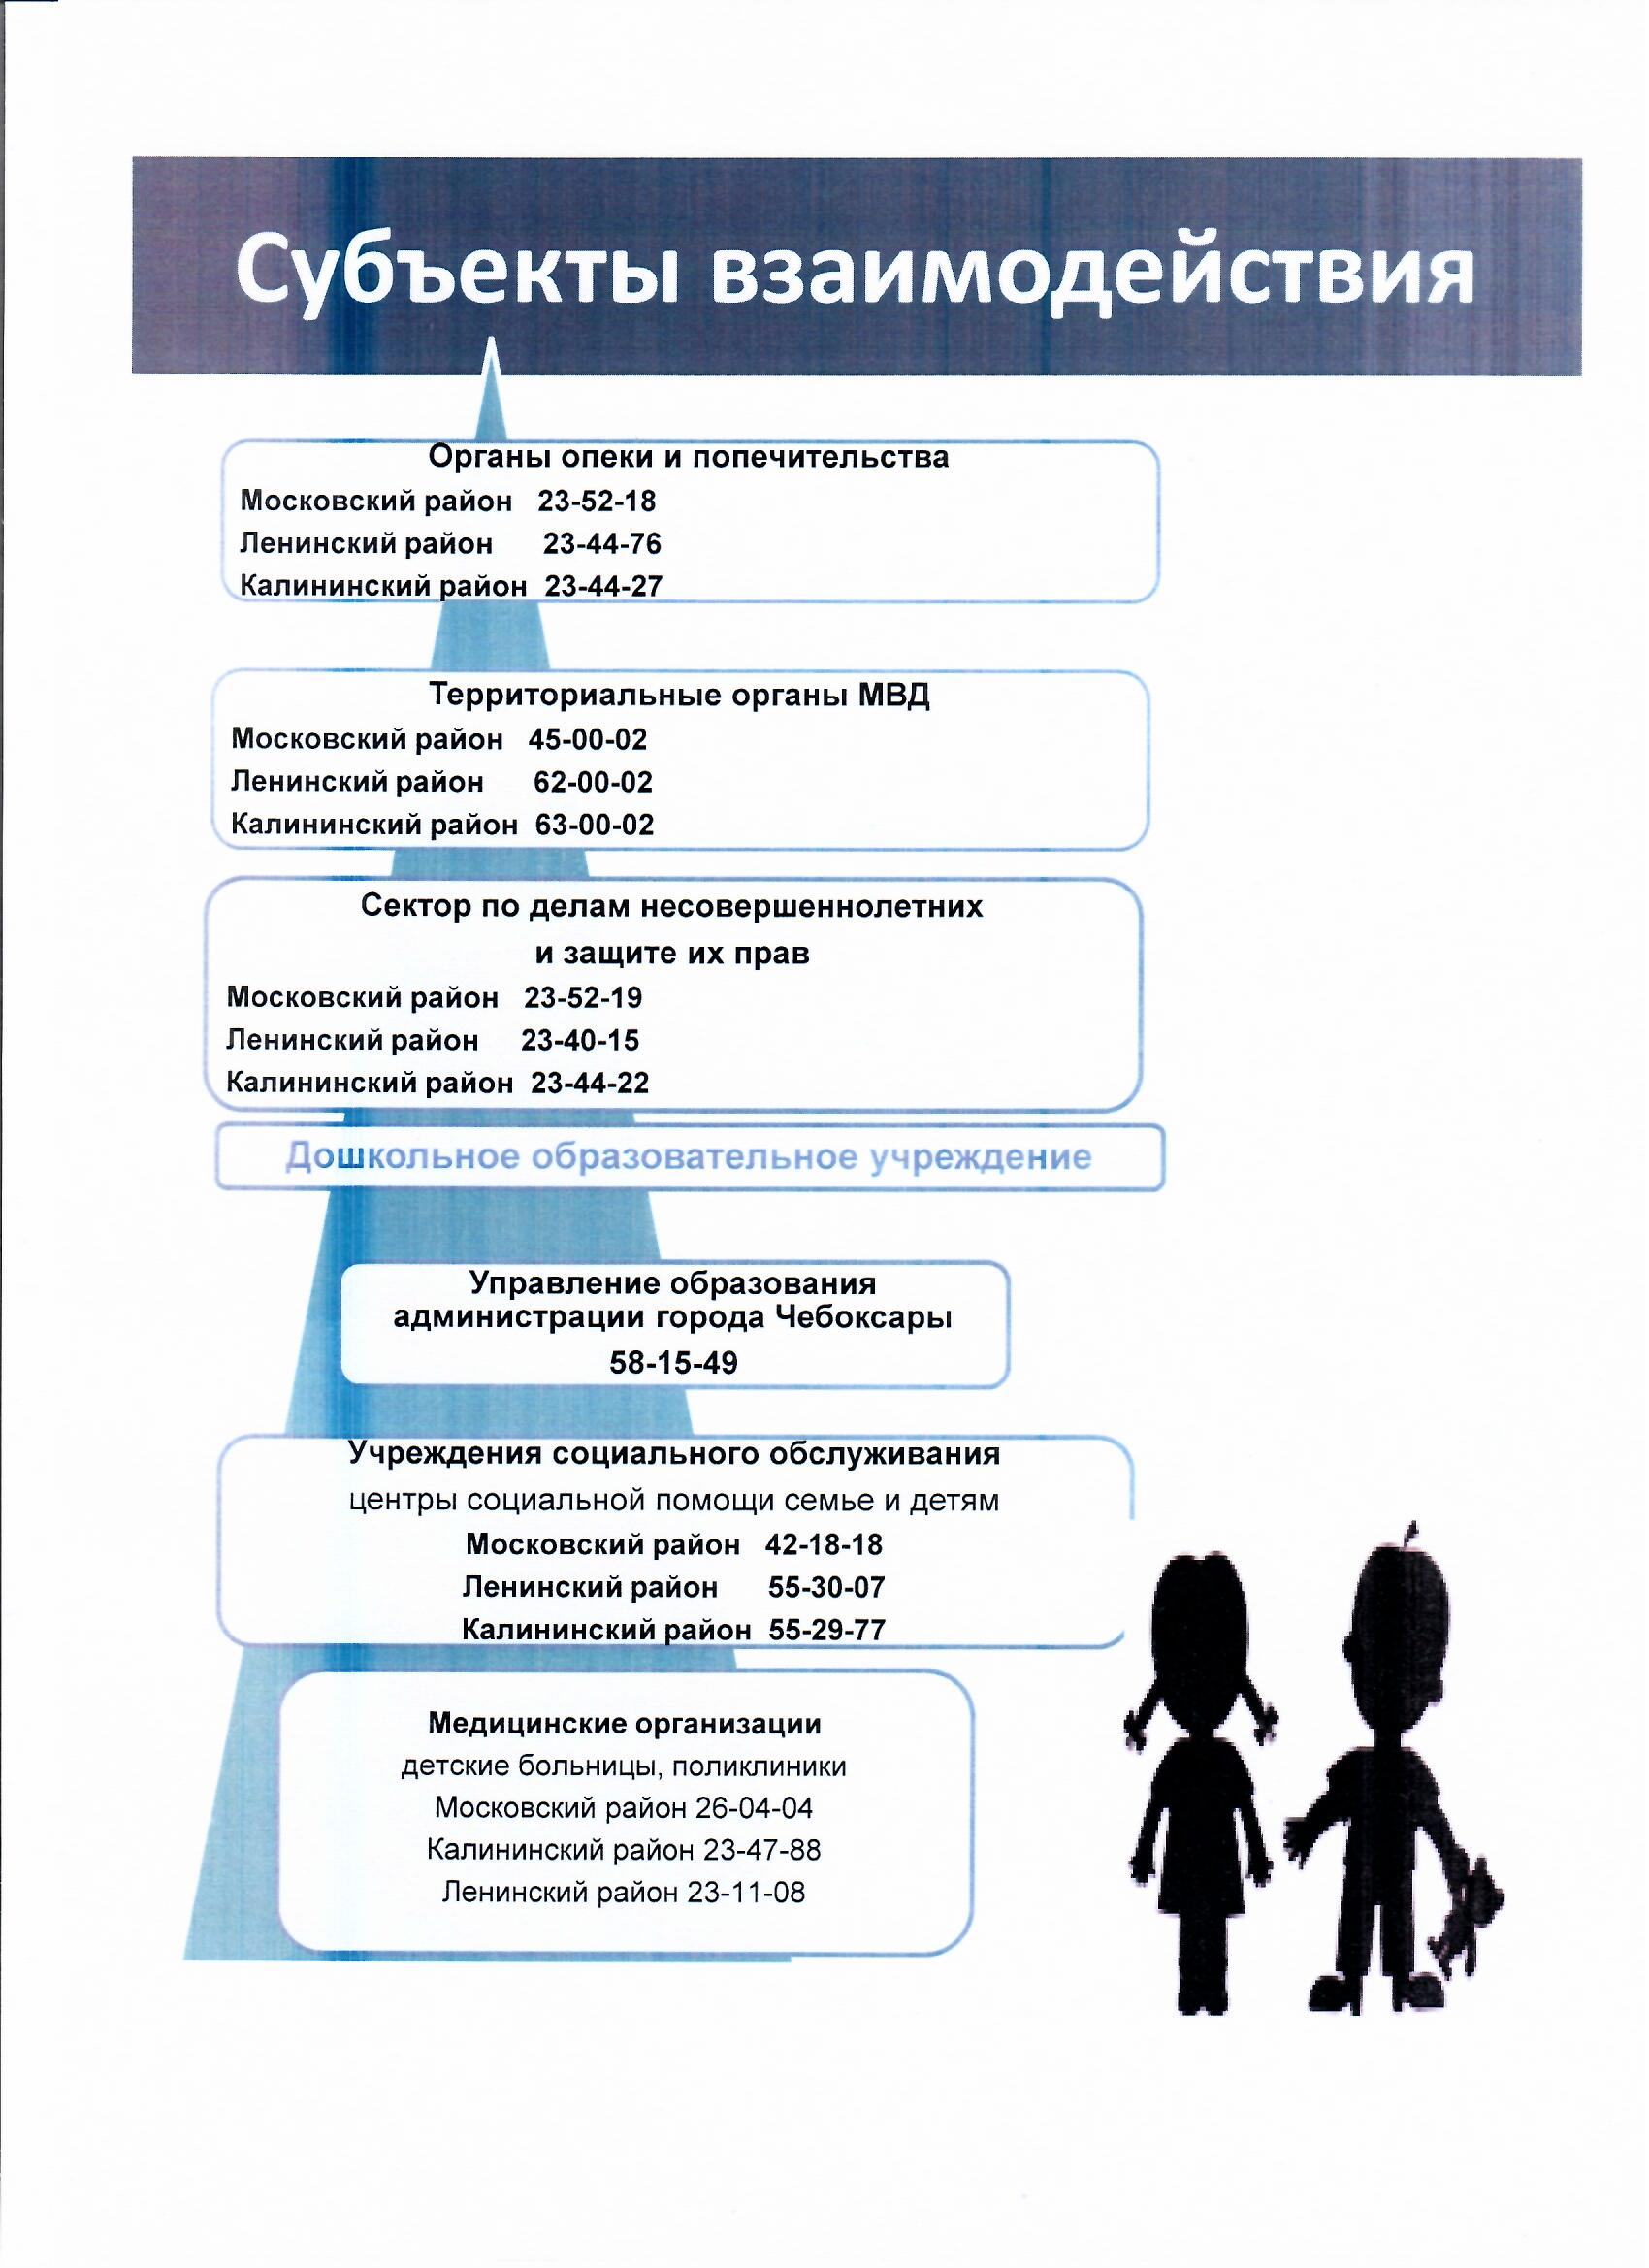 Субъекты взаимодействия
Органы опеки и попечительства
Московский район 23-52-18
Ленинский район 23-44-76
Калининский район 23-44-27
Территориальные органы МВД
Московский район 45-00-02
Ленинский район 62-00-02
Калининский район 63-00-02
Сектор по делам несовершеннолетних
и защите их прав
Московский район 23-52-19
Ленинский район 23-40-15
Калининский район 23-44-22
Дошкольное образовательное учреждение
Управление образования
администрации города Чебоксары
58-15-49
Учреждения социального обслуживания
центры социальной помощи семье и детям
Московский район 42-18-18
Ленинский район 55-30-07
Калининский район 55-29-77
Медицинские организации
детские больницы, поликлиники
Московский район 26-04-04
Калининский район 23-47-88
Ленинский район 23-11-08